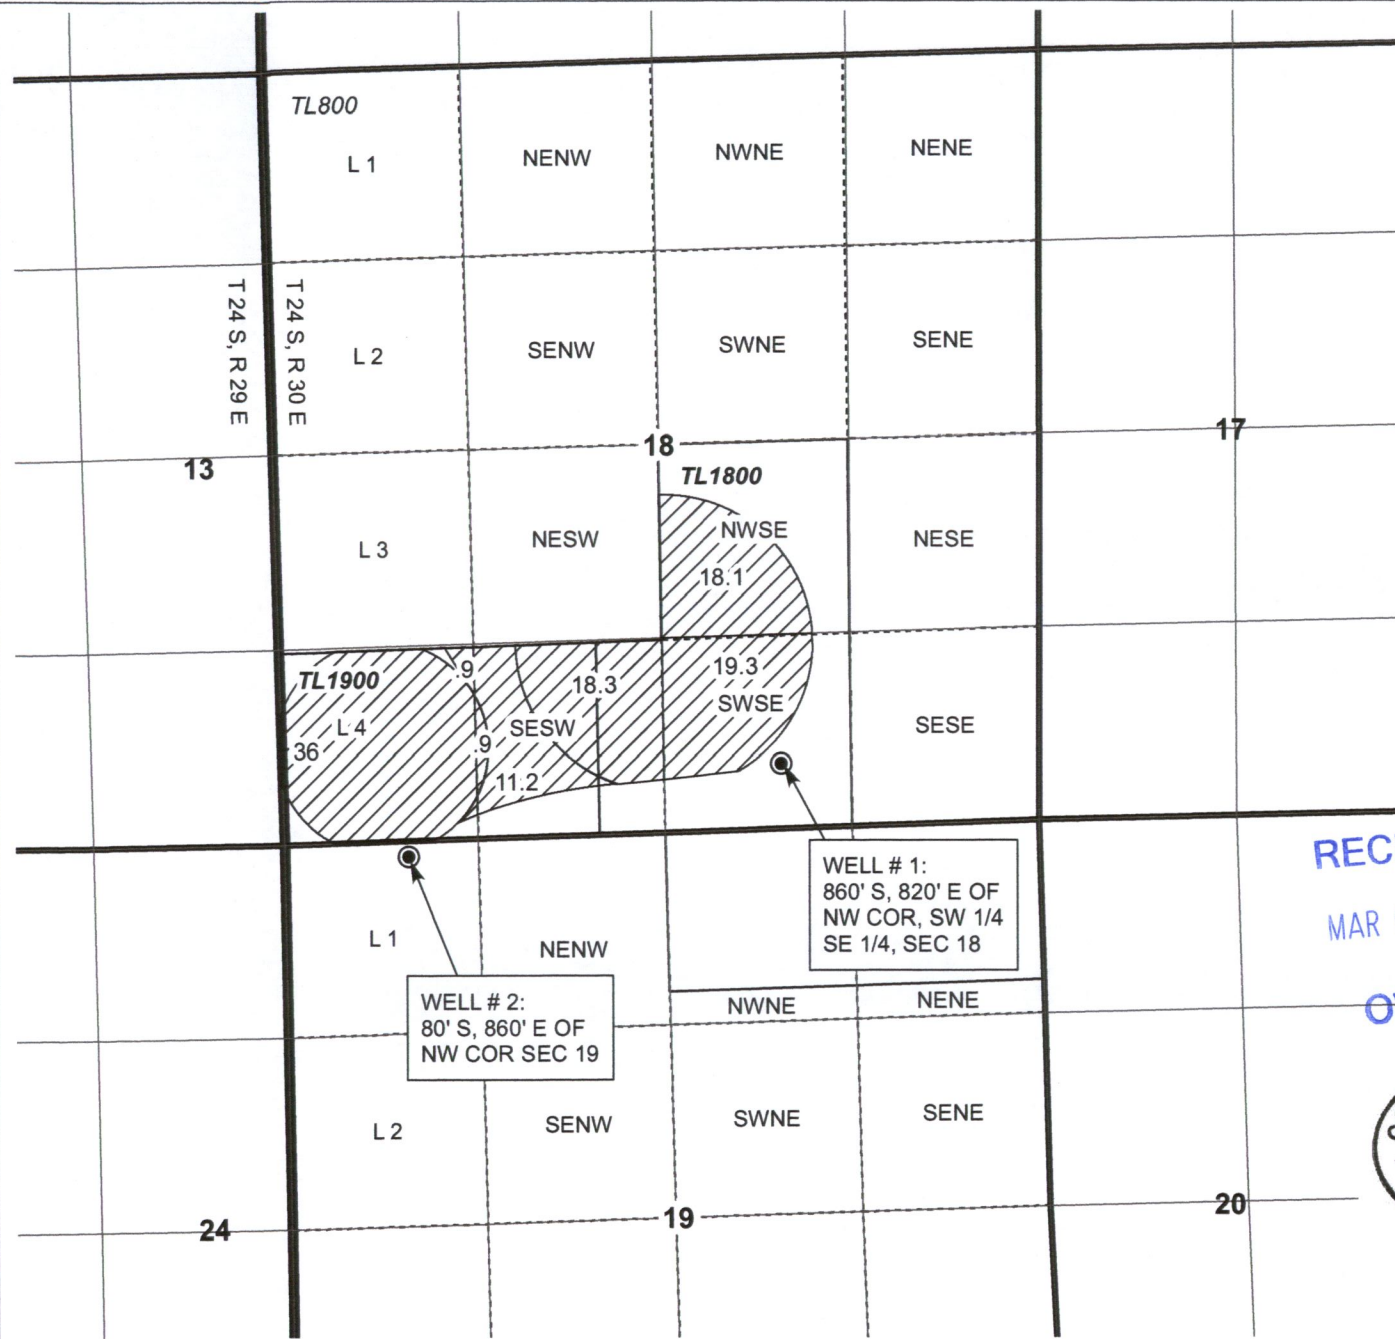 TL800
L 1
NENW
NWNE
NENE
T 24 S, R 29 E
T 24 S, R 30 E
L 2
SENW
SWNE
SENE
13
18
17
TL1800
L 3
NESW
NWSE
NESE
18.1
.9
19.3
TL1900
18.3
SWSE
L 4
SESW
SESE
36
.9
11.2
WELL # 1:
860' S, 820' E OF
NW COR, SW 1/4
SE 1/4, SEC 18
REC
MAR
L 1
NENW
WELL # 2:
80' S, 860' E OF
NW COR SEC 19
NWNE
NENE
L 2
SENW
SWNE
SENE
24
19
20